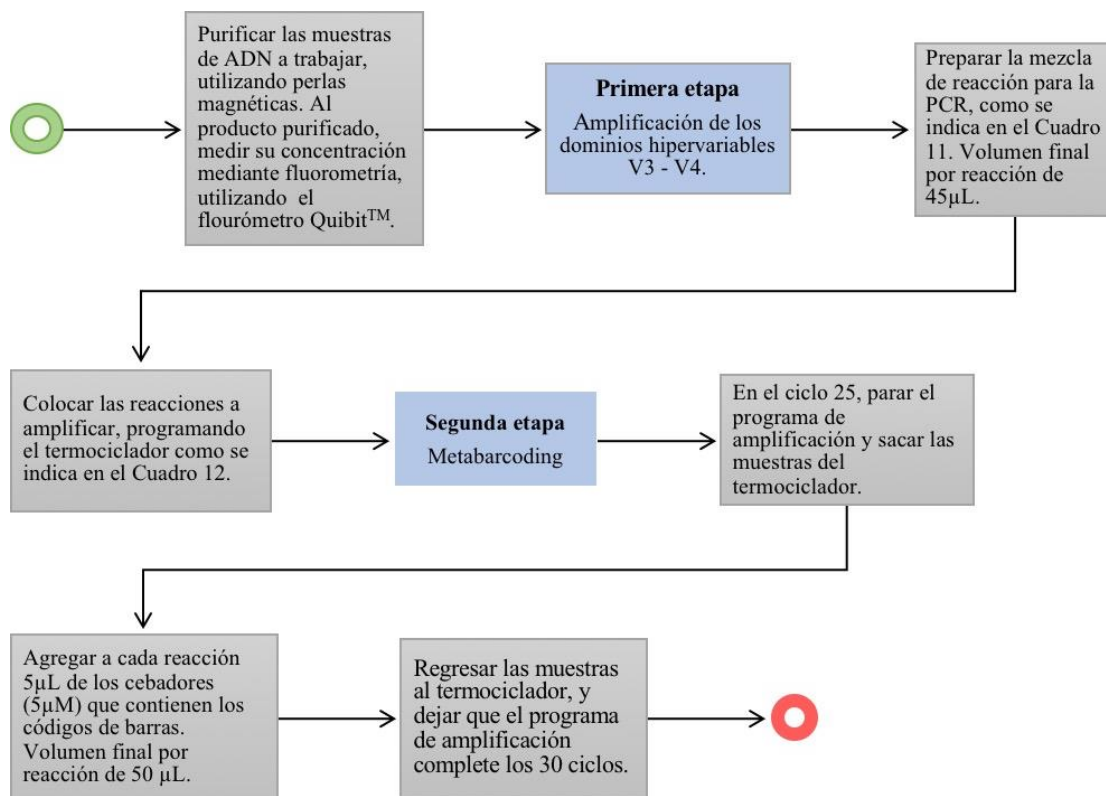 Purificar las muestras
de ADN a trabajar,
utilizando perlas
magnéticas. Al
producto purificado,
medir su concentración
mediante fluorometría,
utilizando el
flourómetro Quibit™.
Primera etapa
Amplificación de los
dominios hipervariables
V3 - V4.
Preparar la mezcla
de reacción para la
PCR, como se
indica en el Cuadro
11. Volumen final
por reacción de
45µL.
Colocar las reacciones a
amplificar, programando
el termociclador como se
indica en el Cuadro 12.
Segunda etapa
Metabarcoding
En el ciclo 25, parar el
programa de
amplificación y sacar las
muestras del
termociclador.
Agregar a cada reacción
5µL de los cebadores
(5µM) que contienen los
códigos de barras.
Volumen final por
reacción de 50 µL.
Regresar las muestras
al termociclador, y
dejar que el programa
de amplificación
complete los 30 ciclos.